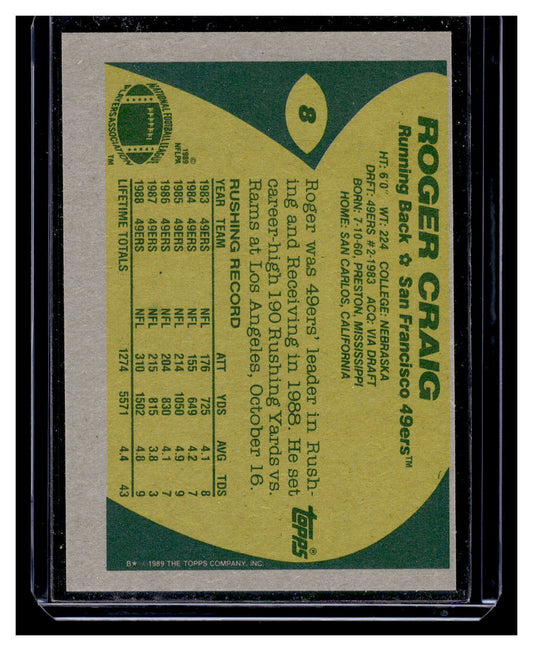 8
ROGER CRAIG
Running Back ✩ San Francisco 49ers™
HT: 6'0" WT: 224 COLLEGE: NEBRASKA
DRFT: 49ERS #2-1983 ACQ: VIA DRAFT
BORN: 7-10-60, PRESTON, MISSISSIPPI
HOME: SAN CARLOS, CALIFORNIA
Roger was 49ers' leader in Rush-
ing and Receiving in 1988. He set
career-high 190 Rushing Yards vs.
Rams at Los Angeles, October 16.
topps®
RUSHING RECORD
YEAR TEAM ATT YDS AVG TDS
1983 49ERS NFL 176 725 4.1 8
1984 49ERS NFL 155 649 4.2 7
1985 49ERS NFL 214 1050 4.9 9
1986 49ERS NFL 204 830 4.1 7
1987 49ERS NFL 215 815 3.8 3
1988 49ERS NFL 310 1502 4.8 9
LIFETIME TOTALS 1274 5571 4.4 43
NATIONAL FOOTBALL LEAGUE
PLAYERS ASSOCIATION
™
©
1989
NFLPA
B★ © 1989 THE TOPPS COMPANY, INC.